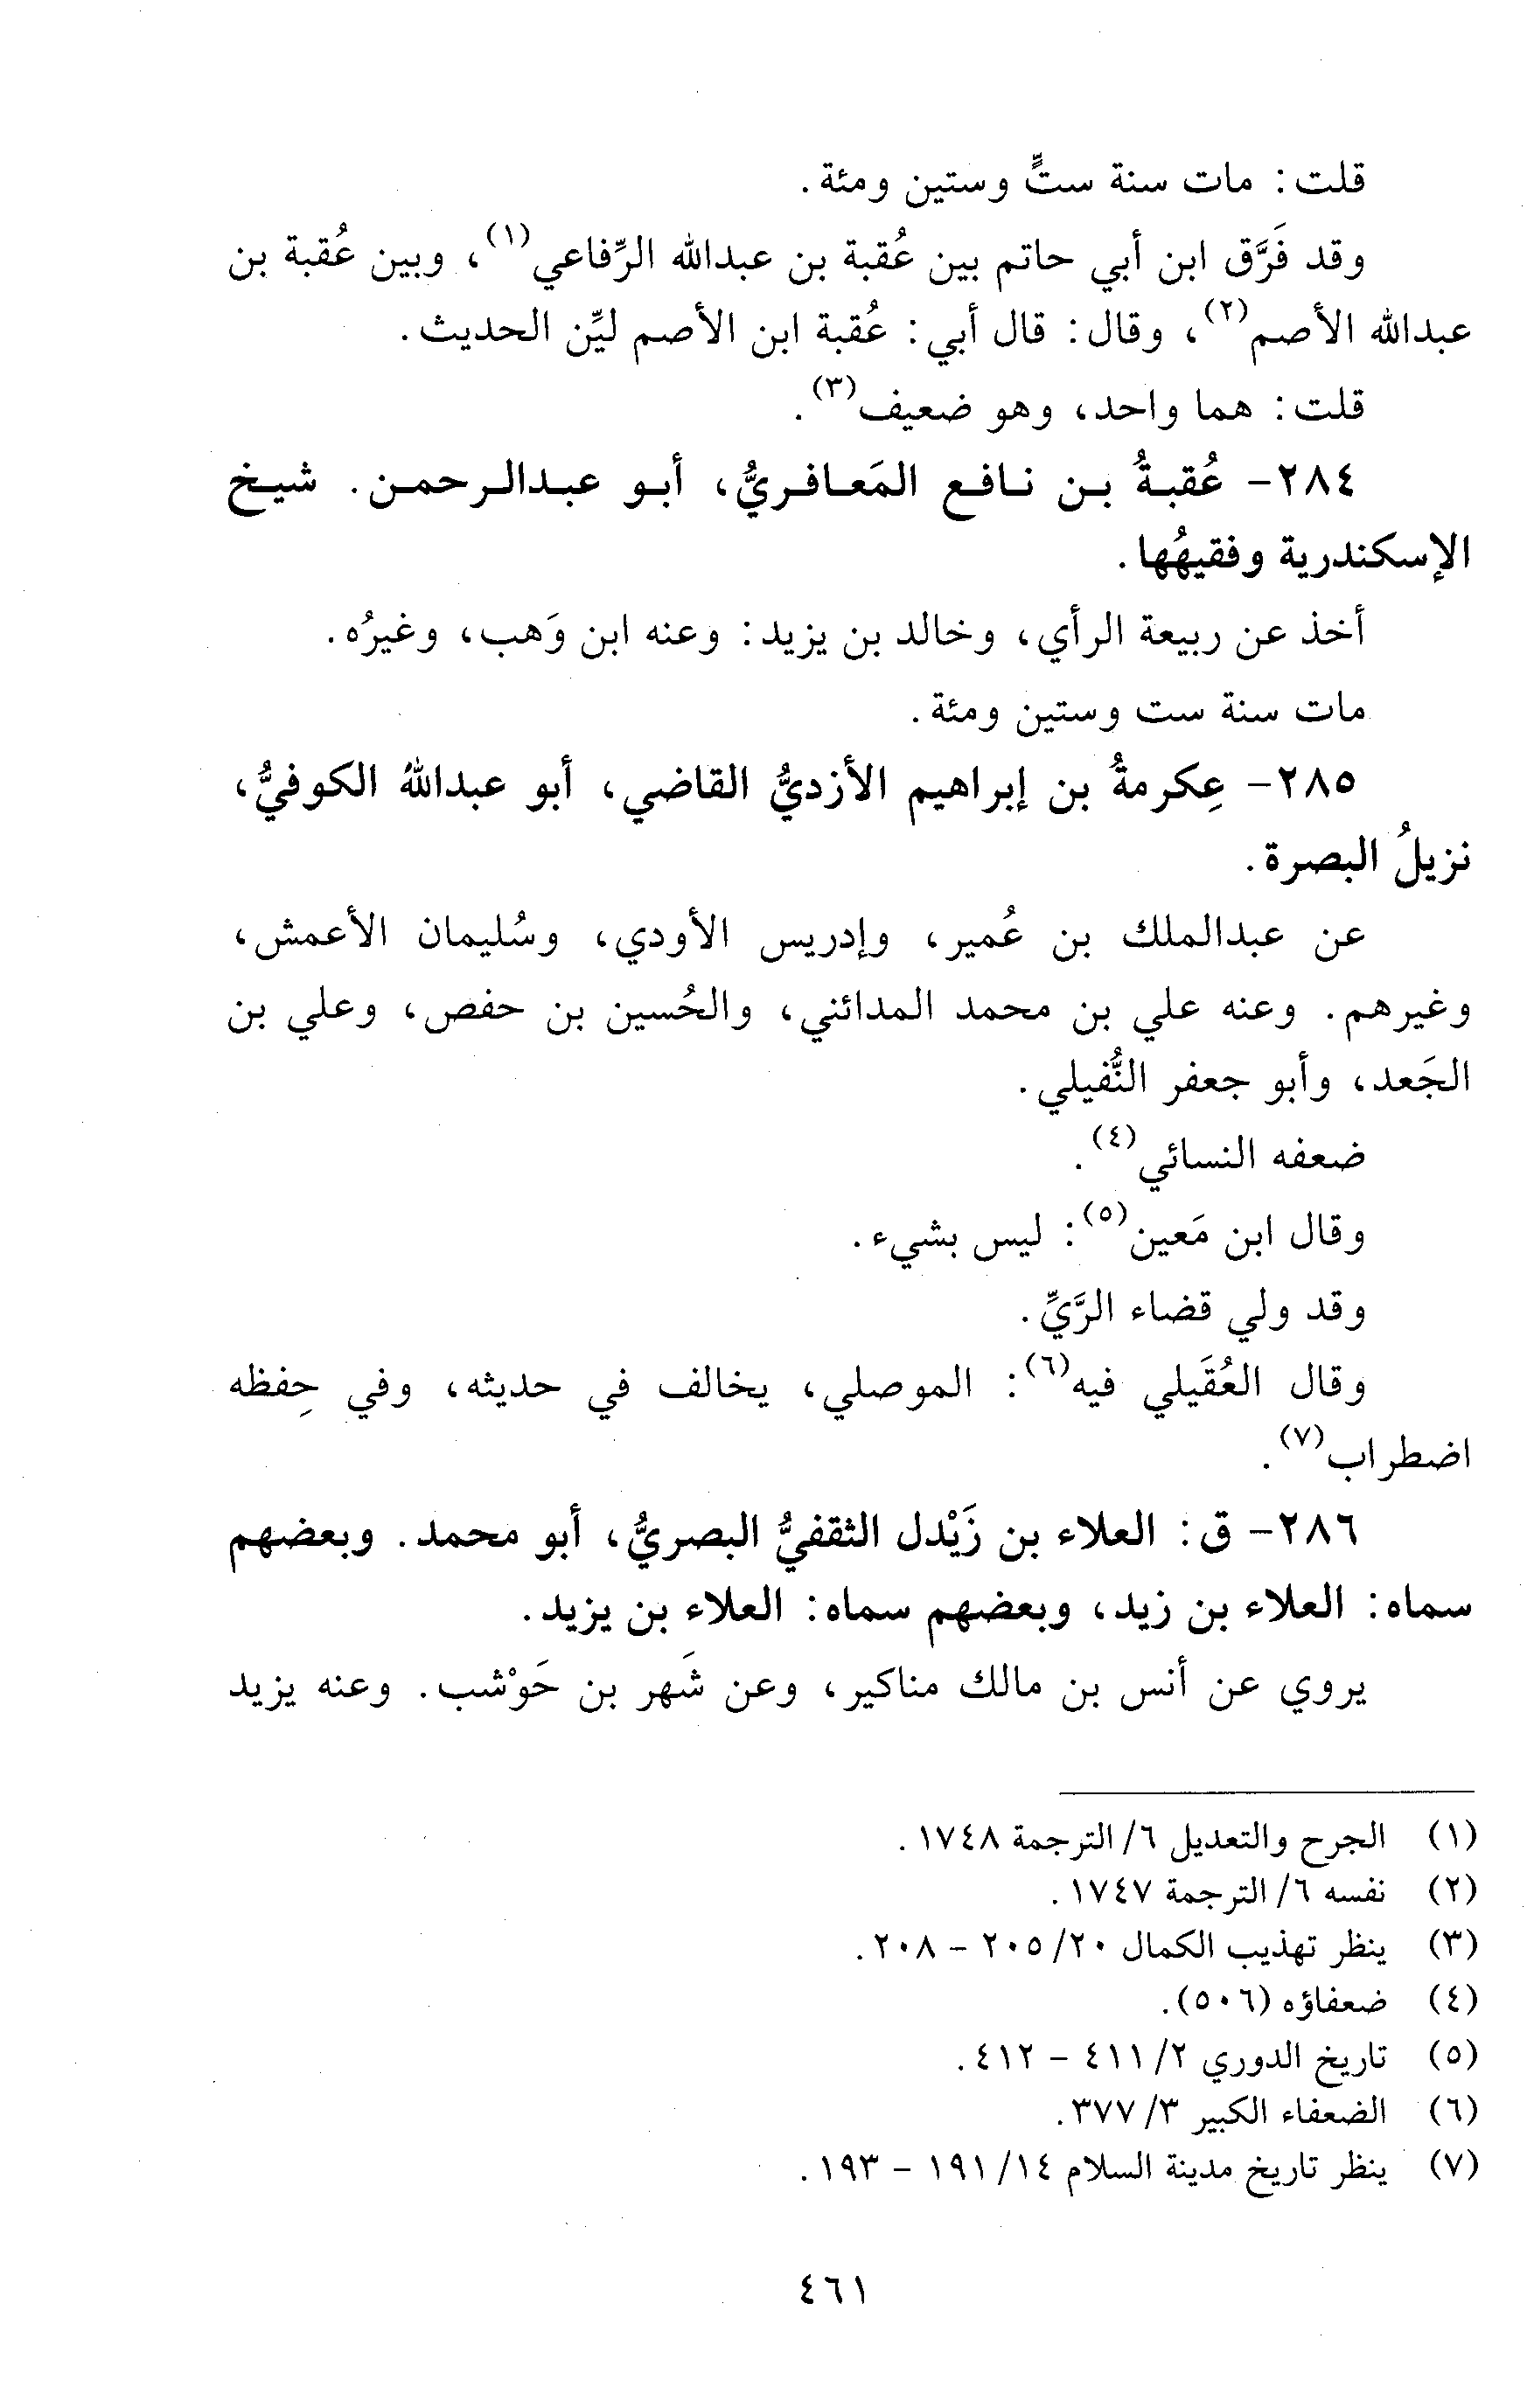 قلت: مات سنة ستٍّ وستين ومئة.
وقد فَرَّق ابن أبي حاتم بين عُقبة بن عبدالله الرِّفاعي(١)، وبين عُقبة بن
عبدالله الأصم(٢)، وقال: قال أبي: عُقبة ابن الأصم ليِّن الحديث.
قلت: هما واحد، وهو ضعيف(٣).
٢٨٤- عُقبةُ بن نافع المَعافريُّ، أبو عبدالرحمن. شيخ
الإسكندرية وفقيهُها.
أخذ عن ربيعة الرأي، وخالد بن يزيد: وعنه ابن وَهب، وغيرُه.
مات سنة ست وستين ومئة.
٢٨٥- عِكرمةُ بن إبراهيم الأزديُّ القاضي، أبو عبداللهُ الكوفيُّ،
نزيلُ البصرة.
عن عبدالملك بن عُمير، وإدريس الأودي، وسُليمان الأعمش،
وغيرهم. وعنه علي بن محمد المدائني، والحُسين بن حفص، وعلي بن
الجَعد، وأبو جعفر النُّفيلي.
ضعفه النسائي(٤).
وقال ابن مَعين(٥): ليس بشيء.
وقد ولي قضاء الرَّيِّ.
وقال العُقَيلي فيه(٦): الموصلي، يخالف في حديثه، وفي حِفظه
اضطراب(٧).
٢٨٦- ق: العلاء بن زَيْدل الثقفيُّ البصريُّ، أبو محمد. وبعضهم
سماه: العلاء بن زيد، وبعضهم سماه: العلاء بن يزيد.
يروي عن أنس بن مالك مناكير، وعن شَهر بن حَوْشب. وعنه يزيد
(١) الجرح والتعديل ٦/ الترجمة ١٧٤٨.
(٢) نفسه ٦/ الترجمة ١٧٤٧.
(٣) ينظر تهذيب الكمال ٢٠/ ٢٠٥ - ٢٠٨.
(٤) ضعفاؤه (٥٠٦).
(٥) تاريخ الدوري ٢/ ٤١١ - ٤١٢.
(٦) الضعفاء الكبير ٣/ ٣٧٧.
(٧) ينظر تاريخ مدينة السلام ١٤/ ١٩١ - ١٩٣.
٤٦١